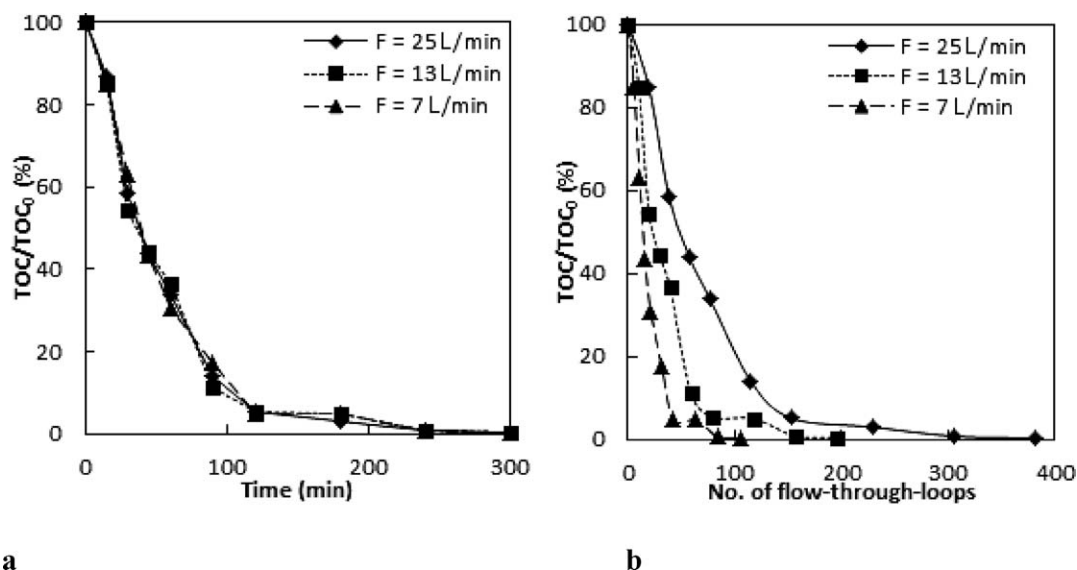 100
80
60
40
20
0
TOC/TOC₀ (%)
F = 25 L/min
F = 13 L/min
F = 7 L/min
0 100 200 300
Time (min)
a
100
80
60
40
20
0
TOC/TOC₀ (%)
F = 25 L/min
F = 13 L/min
F = 7 L/min
0 100 200 300 400
No. of flow-through-loops
b